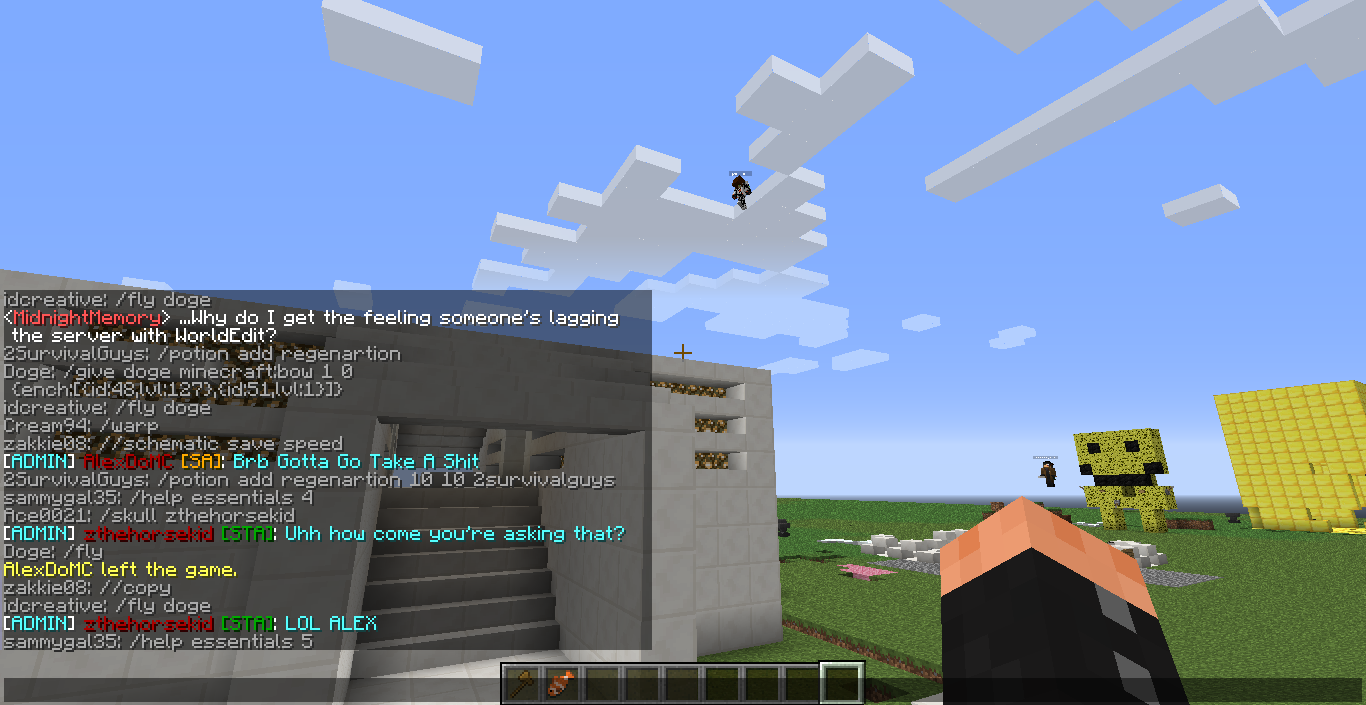 idcreative: /fly doge
<MidnightMemory> ...Why do I get the feeling someone's lagging
the server with WorldEdit?
2SurvivalGuys: /potion add regenartion
Doge: /give doge minecraft:bow 1 0
{ench:[{id:48,lvl:127},{id:51,lvl:1}]}
idcreative: /fly doge
Cream94: /warp
zakkie08: //schematic save speed
[ADMIN] AlexDoMC [SA]: Brb Gotta Go Take A Shit
2SurvivalGuys: /potion add regenartion 10 10 2survivalguys
sammygal35: /help essentials 4
Ace0021: /skull zthehorsekid
[ADMIN] zthehorsekid [STA]: Uhh how come you're asking that?
Doge: /fly
AlexDoMC left the game.
zakkie08: //copy
idcreative: /fly doge
[ADMIN] zthehorsekid [STA]: LOL ALEX
sammygal35: /help essentials 5